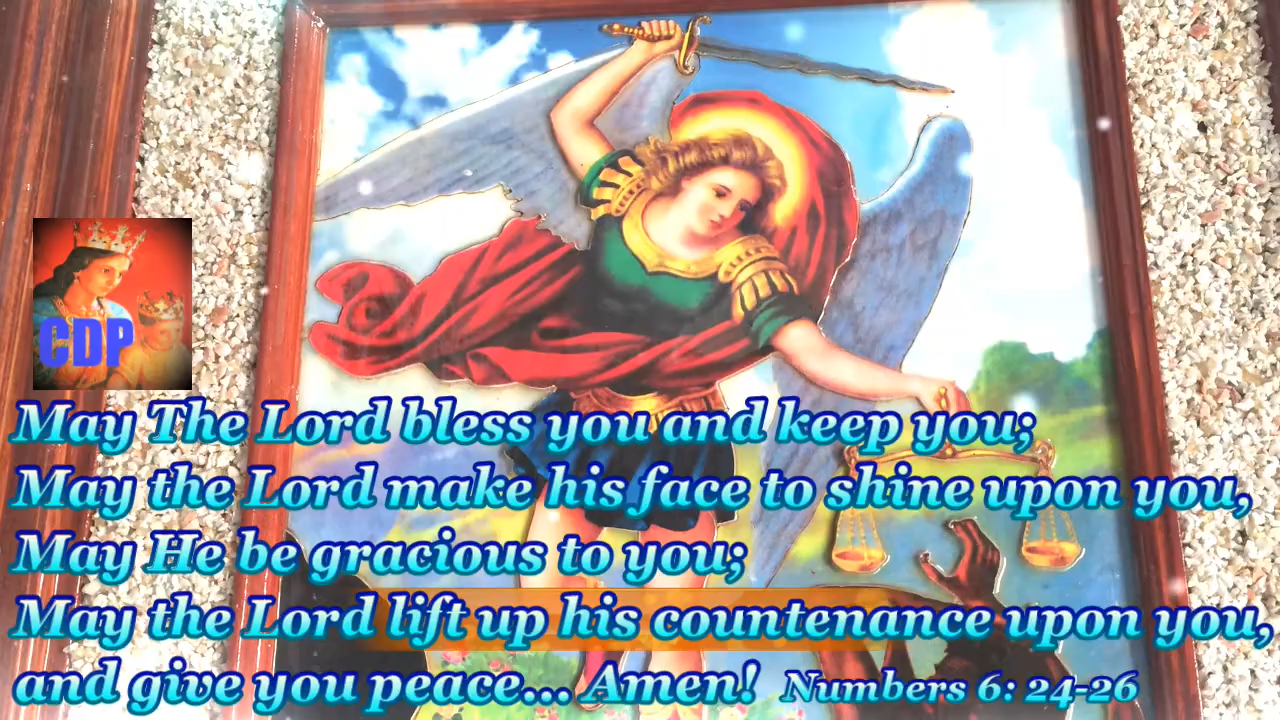 CDP
May The Lord bless you and keep you;
May the Lord make his face to shine upon you,
May He be gracious to you;
May the Lord lift up his countenance upon you,
and give you peace... Amen! Numbers 6: 24-26